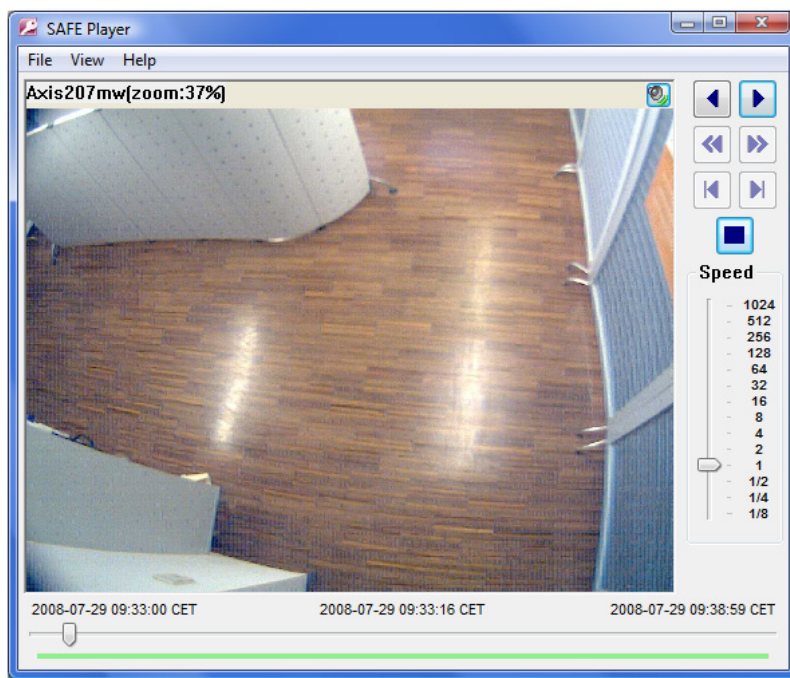 SAFE Player
File View Help
Axis207mw(zoom:37%)
Speed
1024
512
256
128
64
32
16
8
4
2
1
1/2
1/4
1/8
2008-07-29 09:33:00 CET 2008-07-29 09:33:16 CET 2008-07-29 09:38:59 CET